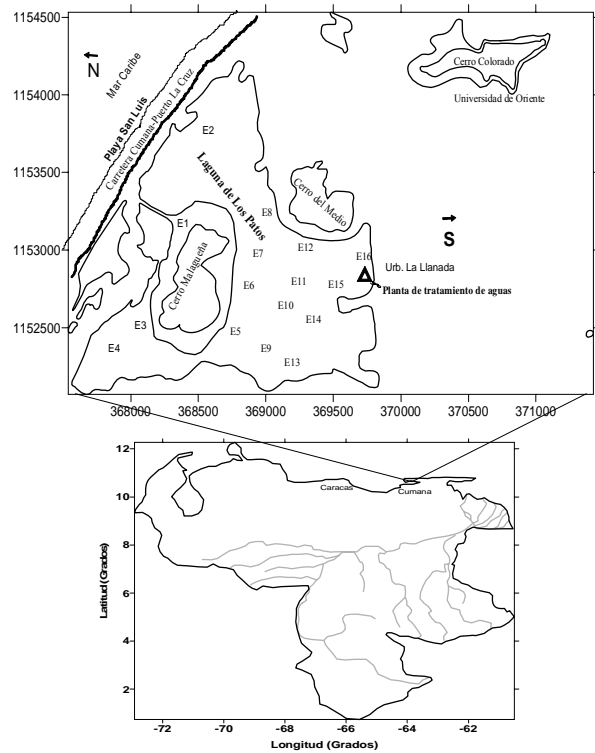 1154500
1154000
1153500
1153000
1152500
368000 368500 369000 369500 370000 370500 371000
N
Mar Caribe
Playa San Luis
Carretera Cumana-Puerto La Cruz
Cerro Colorado
Universidad de Oriente
E2
Laguna de Los Patos
Cerro del Medio
E8
E1
S
E12
E7
E16
Urb. La Llanada
Cerro Malagueña
E11
E15
E6
Planta de tratamiento de aguas
E10
E14
E3
E5
E4
E9
E13
12
10
8
6
4
2
Caracas
Cumana
Latitud (Grados)
-72 -70 -68 -66 -64 -62
Longitud (Grados)